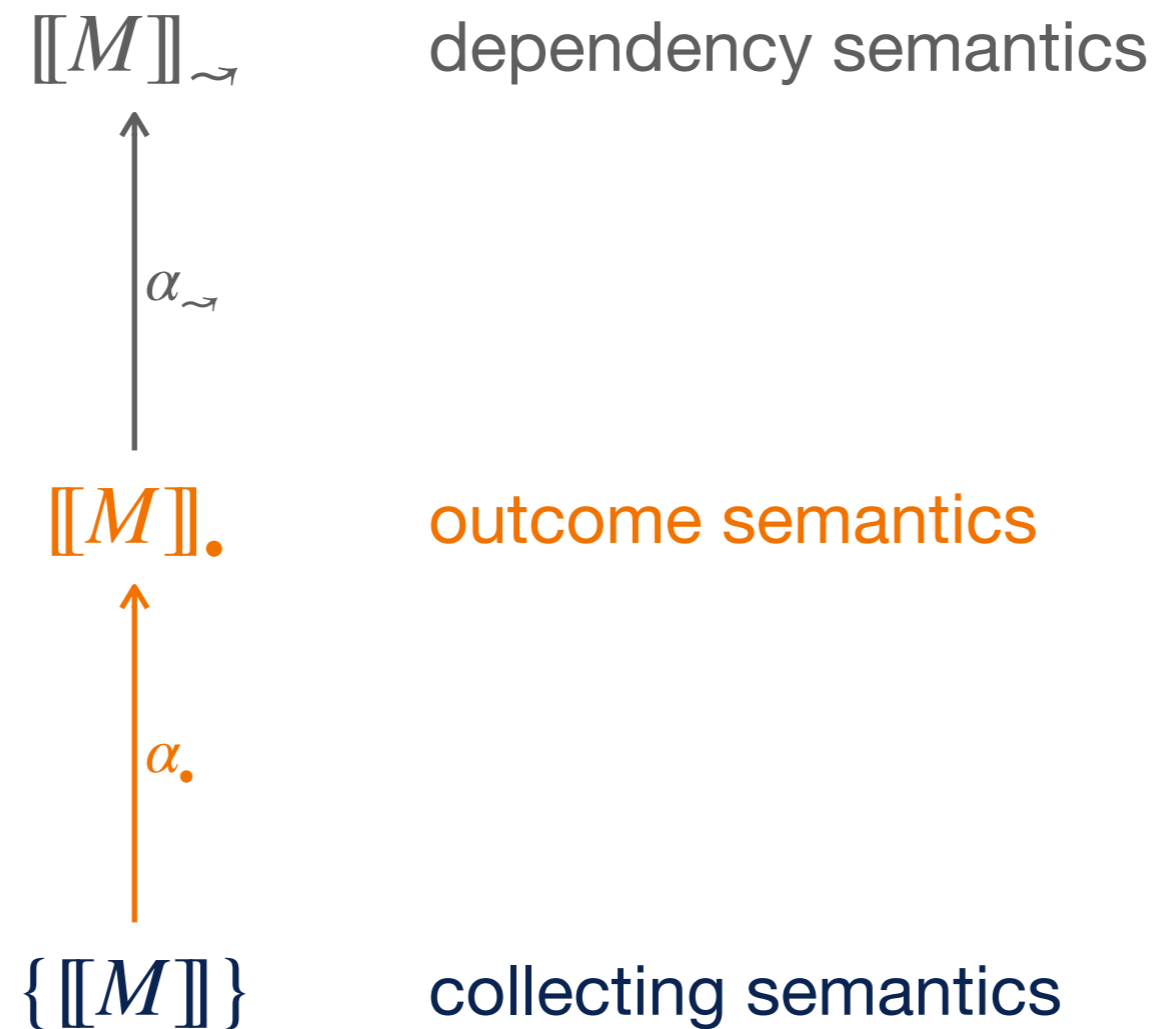 ⟦M⟧⇝ dependency semantics
α⇝
⟦M⟧• outcome semantics
α•
{⟦M⟧} collecting semantics